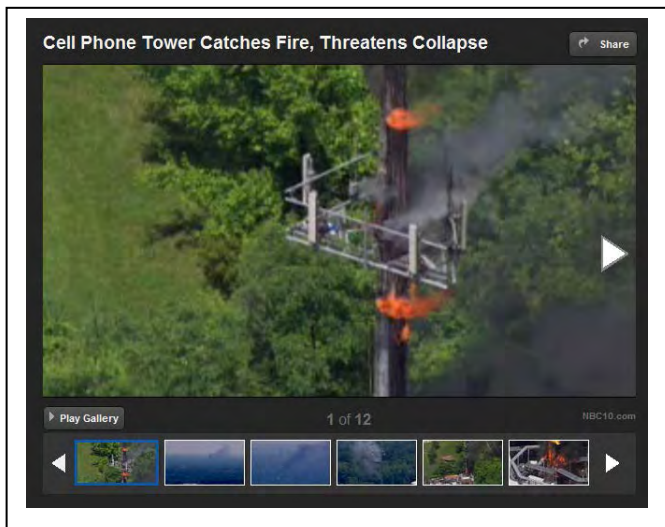 Cell Phone Tower Catches Fire, Threatens Collapse
Share
Play Gallery
1 of 12
NBC10.com